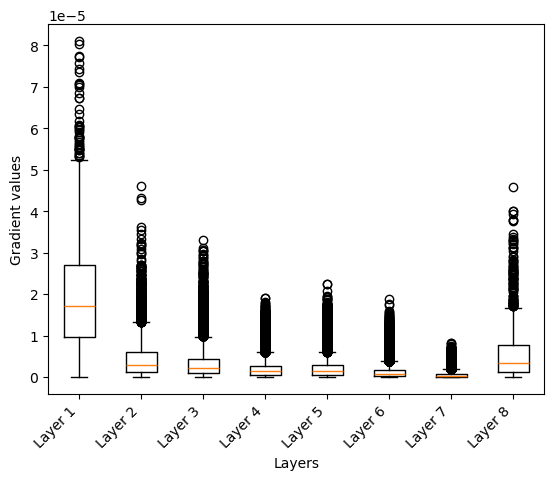 1e−5
8
7
6
5
4
3
2
1
0
Gradient values
Layer 1
Layer 2
Layer 3
Layer 4
Layer 5
Layer 6
Layer 7
Layer 8
Layers